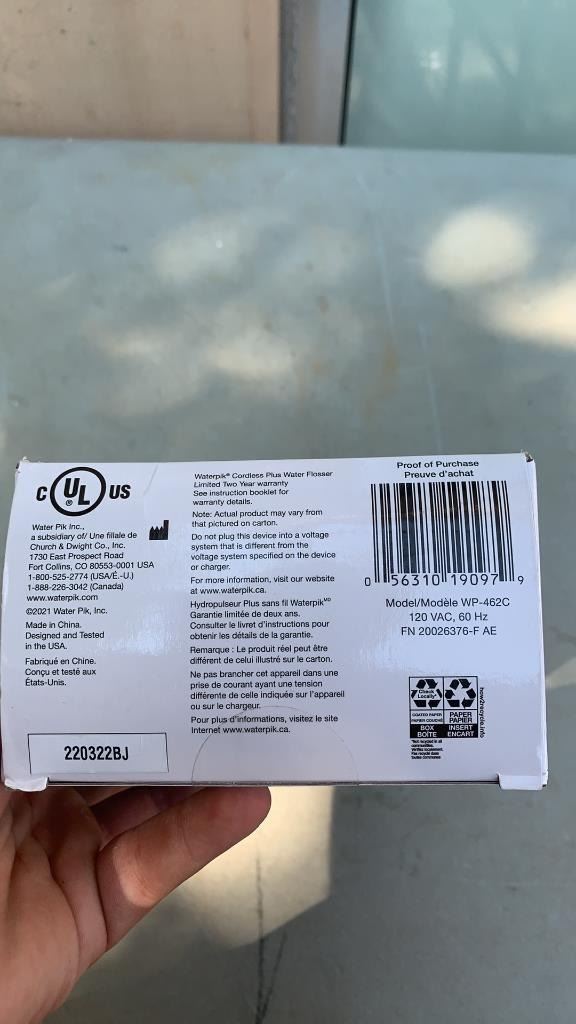 C UL ® US
Water Pik Inc.,
a subsidiary of/ Une filiale de
Church & Dwight Co., Inc.
1730 East Prospect Road
Fort Collins, CO 80553-0001 USA
1-800-525-2774 (USA/É.-U.)
1-888-226-3042 (Canada)
www.waterpik.com
©2021 Water Pik, Inc.
Made in China.
Designed and Tested
in the USA.
Fabriqué en Chine.
Conçu et testé aux
États-Unis.
220322BJ
Waterpik® Cordless Plus Water Flosser
Limited Two Year warranty
See instruction booklet for
warranty details.
Note: Actual product may vary from
that pictured on carton.
Do not plug this device into a voltage
system that is different from the
voltage system specified on the device
or charger.
For more information, visit our website
at www.waterpik.ca.
Hydropulseur Plus sans fil Waterpik MD
Garantie limitée de deux ans.
Consulter le livret d'instructions pour
obtenir les détails de la garantie.
Remarque : Le produit réel peut être
différent de celui illustré sur le carton.
Ne pas brancher cet appareil dans une
prise de courant ayant une tension
différente de celle indiquée sur l'appareil
ou sur le chargeur.
Pour plus d'informations, visitez le site
Internet www.waterpik.ca.
Proof of Purchase
Preuve d'achat
0 56310 19097 9
Model/Modèle WP-462C
120 VAC, 60 Hz
FN 20026376-F AE
Check
Locally*
COATED PAPER
PAPIER COUCHÉ
BOX
BOÎTE
*Not recycled in all
communities.
PAPER
PAPIER
INSERT
ENCART
how2recycle.info